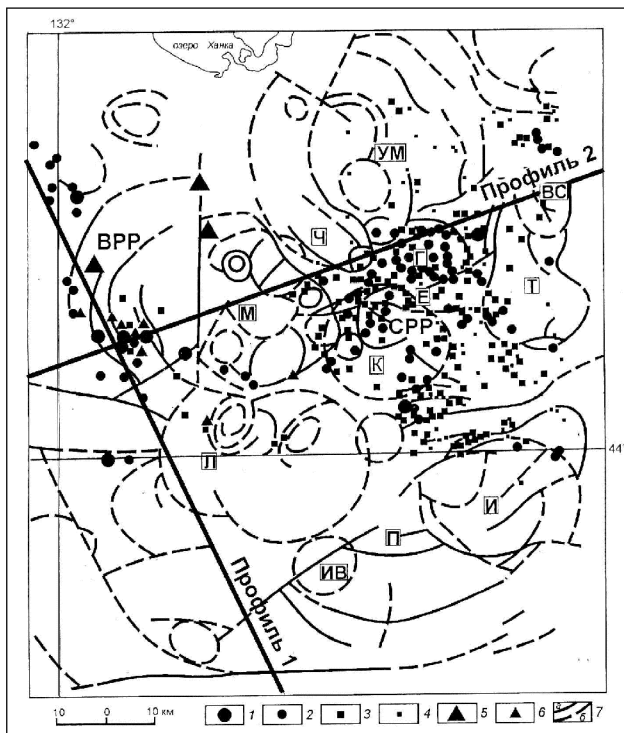 132°
озеро Ханка
УМ
Профиль 2
ВС
ВРР
Ч
Г
Т
Е
М
СРР
К
Л
44°
И
П
ИВ
Профиль 1
10 0 10 км
1 2 3 4 5 6 а б 7